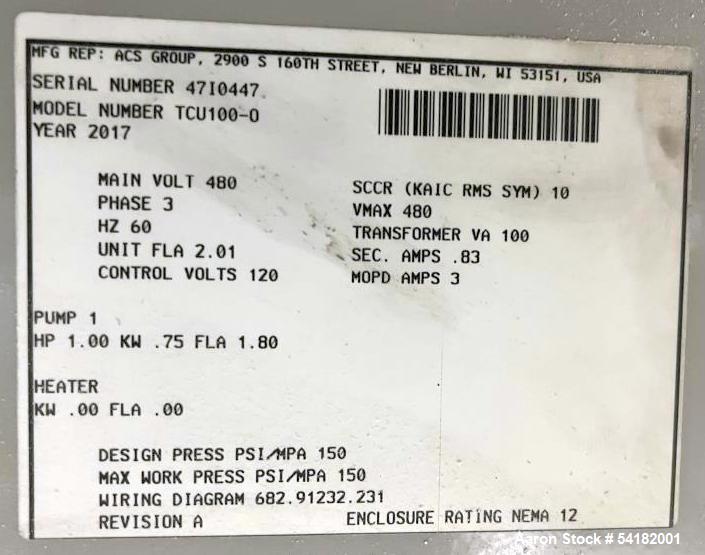 MFG REP: ACS GROUP, 2900 S 160TH STREET, NEW BERLIN, WI 53151, USA
SERIAL NUMBER 47I0447
MODEL NUMBER TCU100-0
YEAR 2017
MAIN VOLT 480
PHASE 3
HZ 60
UNIT FLA 2.01
CONTROL VOLTS 120
SCCR (KAIC RMS SYM) 10
VMAX 480
TRANSFORMER VA 100
SEC. AMPS .83
MOPD AMPS 3
PUMP 1
HP 1.00 KW .75 FLA 1.80
HEATER
KW .00 FLA .00
DESIGN PRESS PSI/MPA 150
MAX WORK PRESS PSI/MPA 150
WIRING DIAGRAM 682.91232.231
REVISION A
ENCLOSURE RATING NEMA 12
Aaron Stock # 54182001